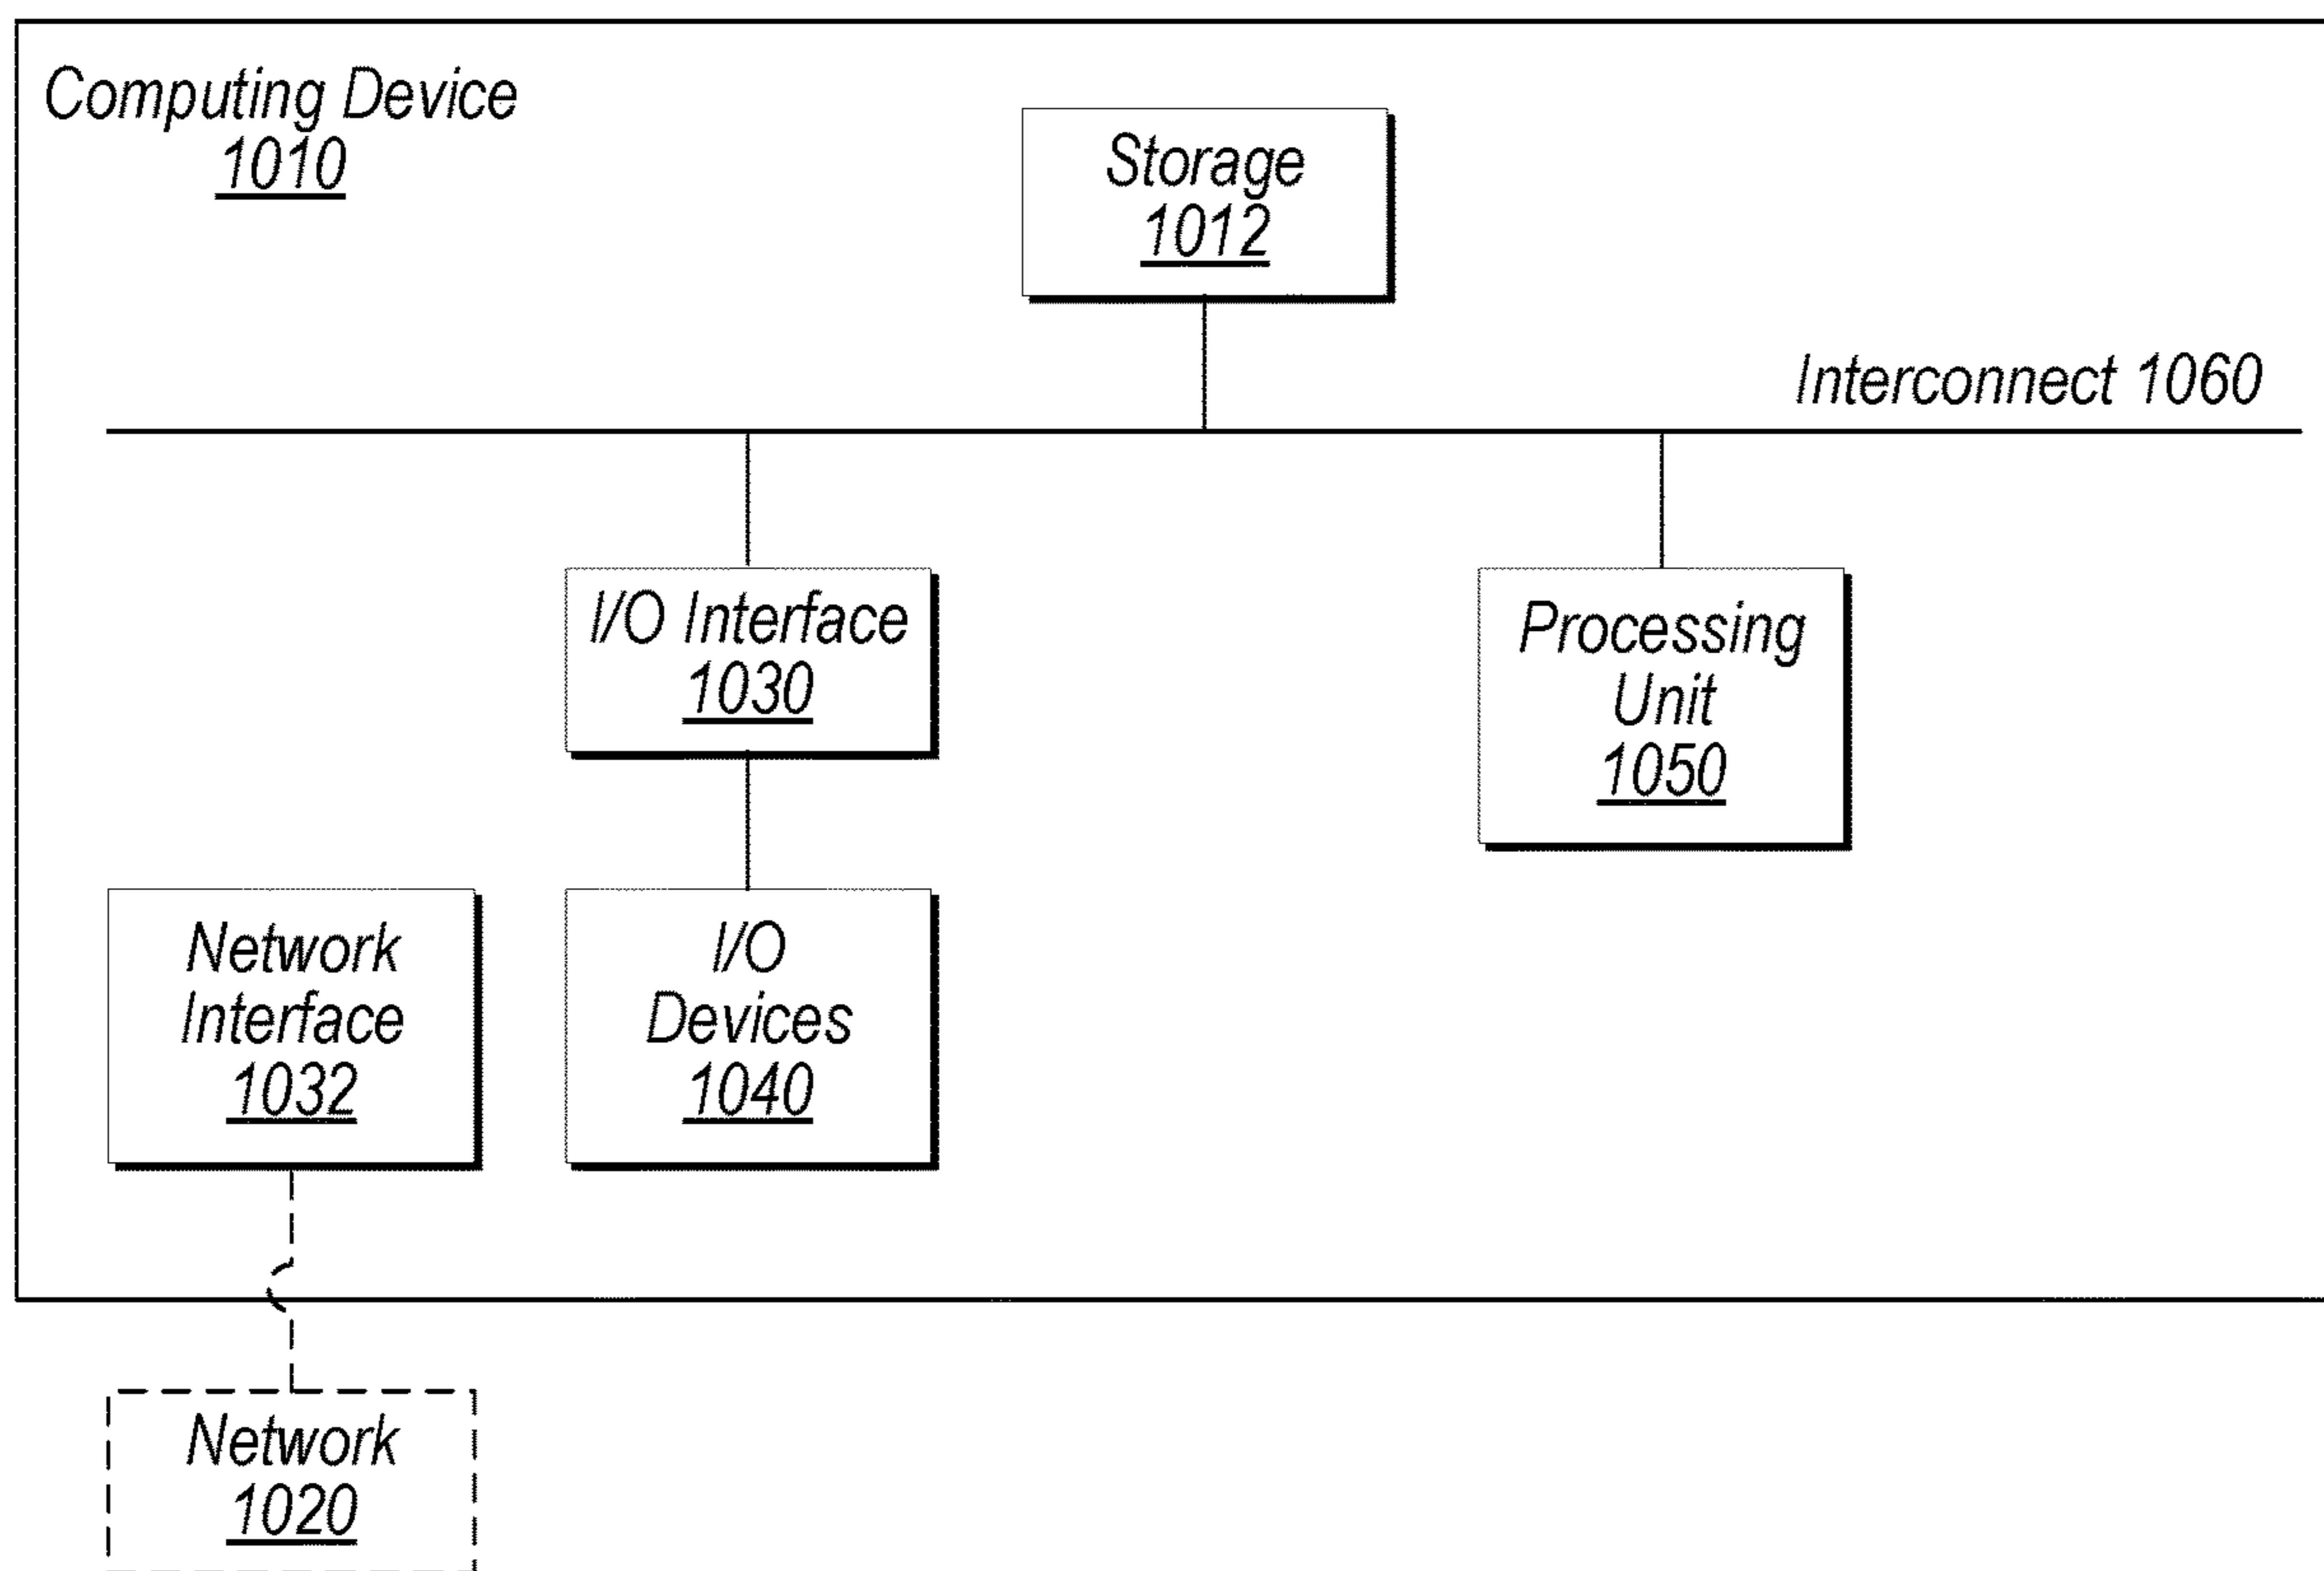 Computing Device
1010
Storage
1012
Interconnect 1060
I/O Interface
1030
Processing
Unit
1050
Network
Interface
1032
I/O
Devices
1040
Network
1020